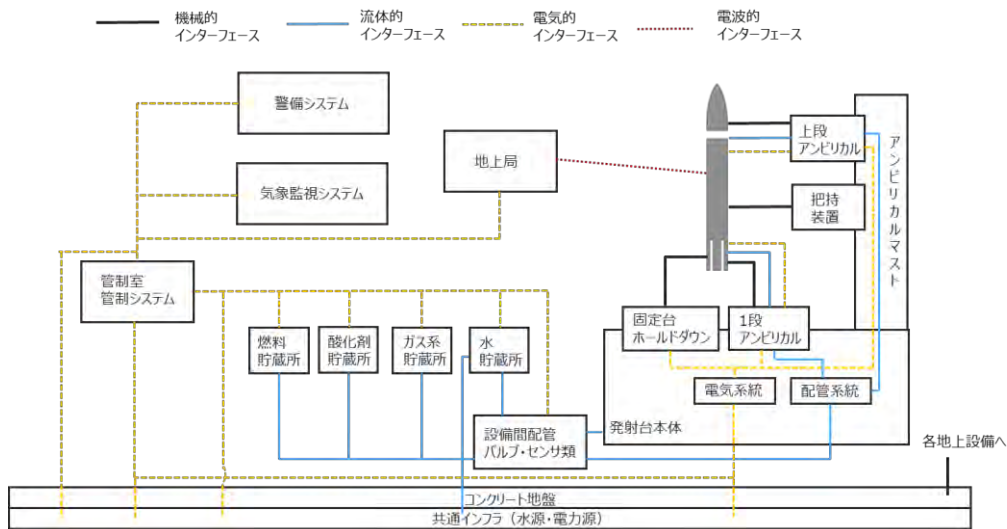 機械的
インターフェース
流体的
インターフェース
電気的
インターフェース
電波的
インターフェース
警備システム
気象監視システム
地上局
上段
アンビリカル
把持
装置
アンビリカルマスト
管制室
管制システム
燃料
貯蔵所
酸化剤
貯蔵所
ガス系
貯蔵所
水
貯蔵所
固定台
ホールドダウン
1段
アンビリカル
電気系統
配管系統
設備間配管
バルブ・センサ類
発射台本体
各地上設備へ
コンクリート地盤
共通インフラ（水源・電力源）